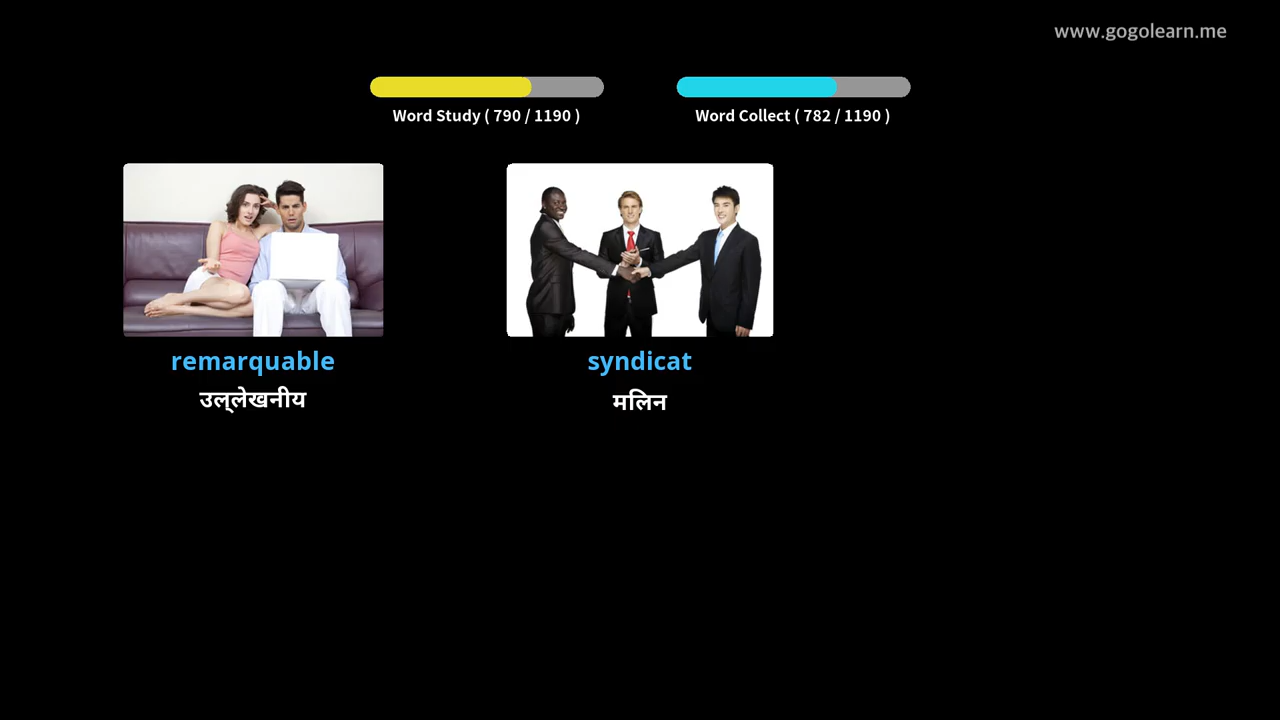 www.gogolearn.me
Word Study ( 790 / 1190 )
Word Collect ( 782 / 1190 )
remarquable
उल्लेखनीय
syndicat
मलिन